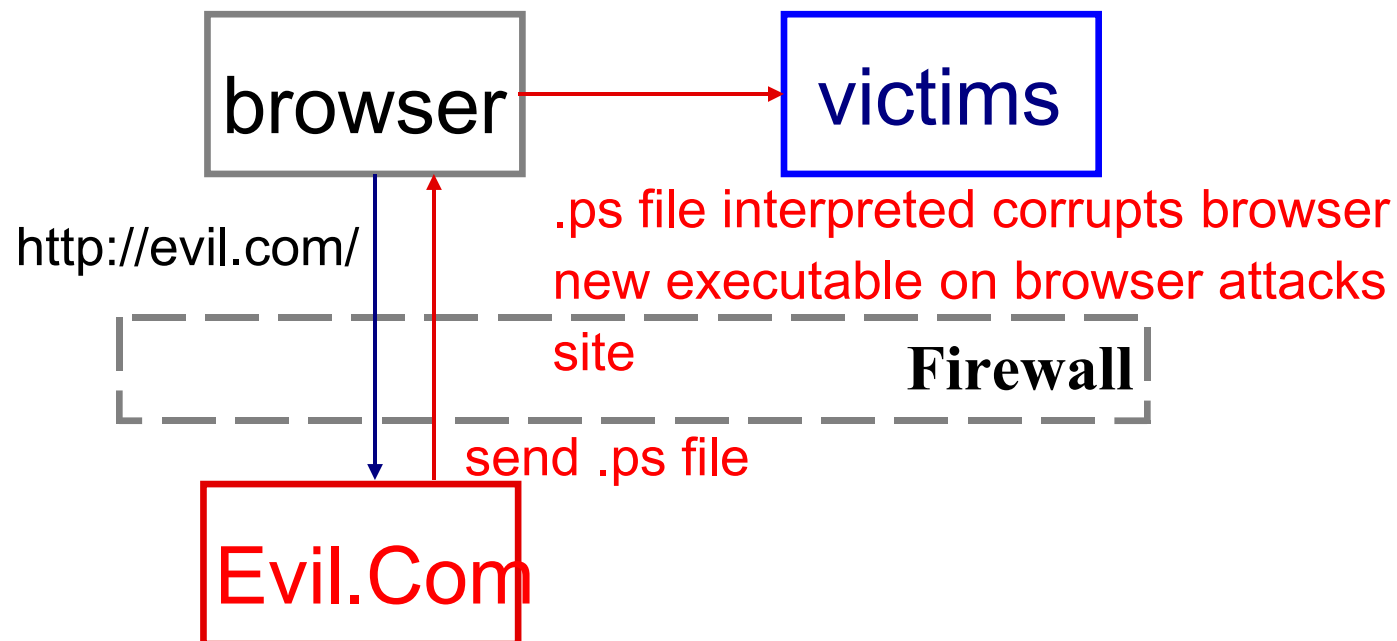 browser
victims
http://evil.com/
.ps file interpreted corrupts browser
new executable on browser attacks
site
Firewall
send .ps file
Evil.Com